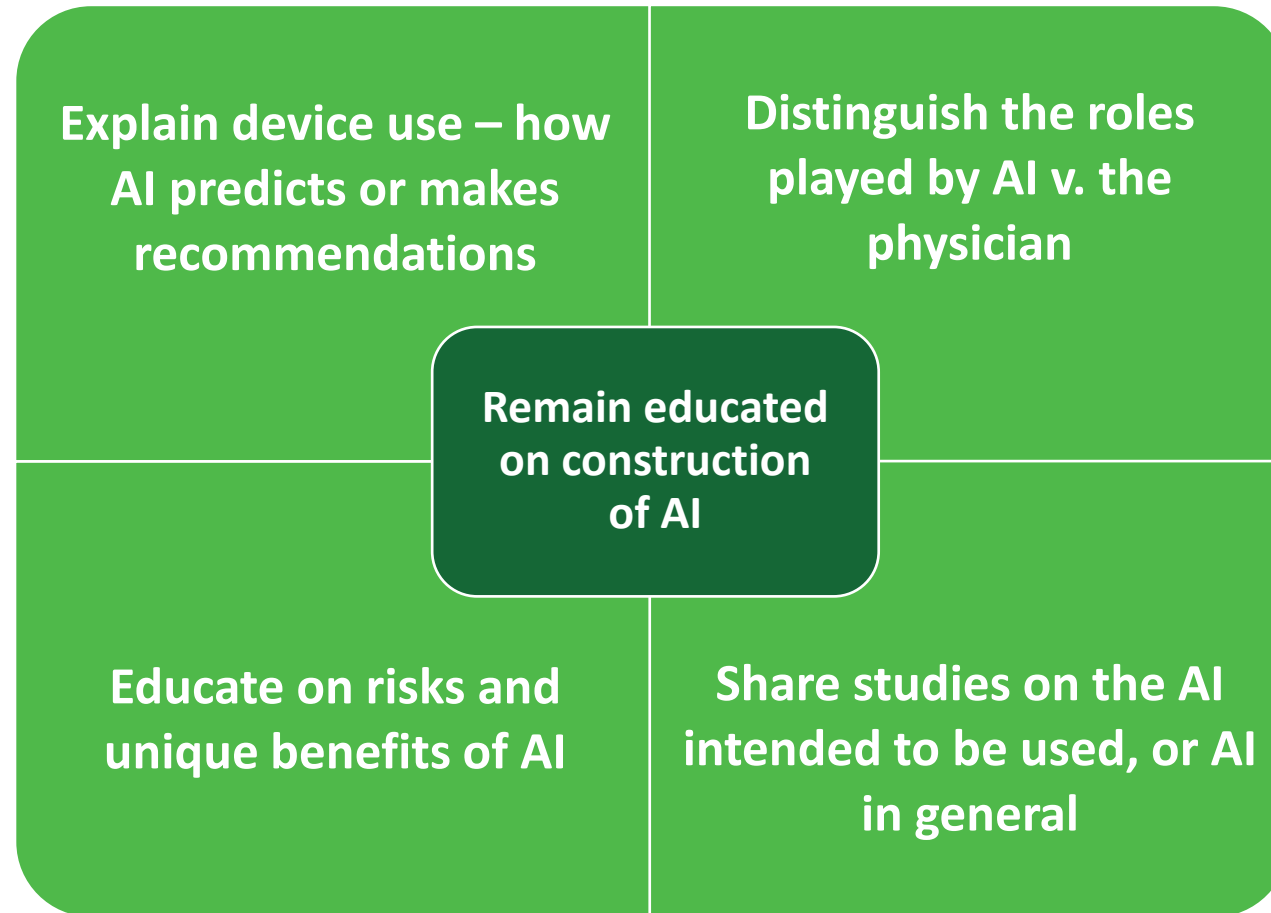 Explain device use – how
AI predicts or makes
recommendations
Distinguish the roles
played by AI v. the
physician
Remain educated
on construction
of AI
Educate on risks and
unique benefits of AI
Share studies on the AI
intended to be used, or AI
in general